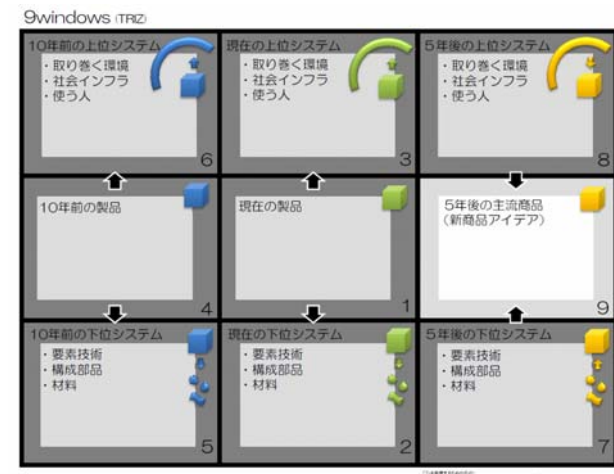 9windows (TRIZ)
10年前の上位システム
・取り巻く環境
・社会インフラ
・使う人
6
現在の上位システム
・取り巻く環境
・社会インフラ
・使う人
3
5年後の上位システム
・取り巻く環境
・社会インフラ
・使う人
8
10年前の製品
4
現在の製品
1
5年後の主流商品
(新商品アイデア)
9
10年前の下位システム
・要素技術
・構成部品
・材料
5
現在の下位システム
・要素技術
・構成部品
・材料
2
5年後の下位システム
・要素技術
・構成部品
・材料
7